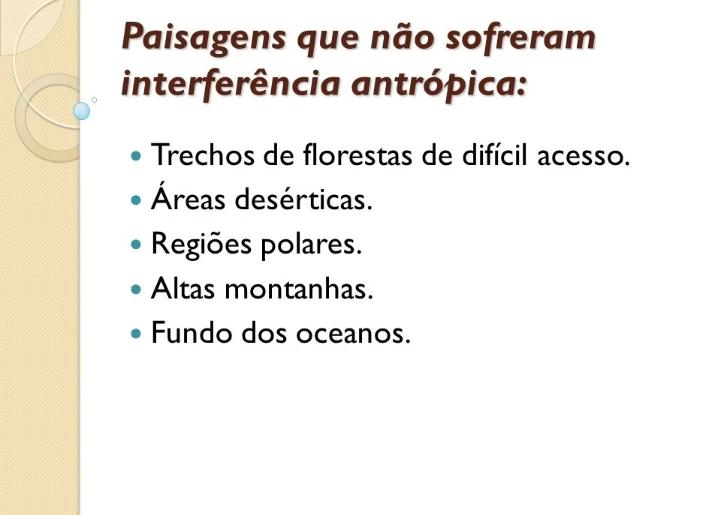 Paisagens que não sofreram
interferência antrópica:
• Trechos de florestas de difícil acesso.
• Áreas desérticas.
• Regiões polares.
• Altas montanhas.
• Fundo dos oceanos.